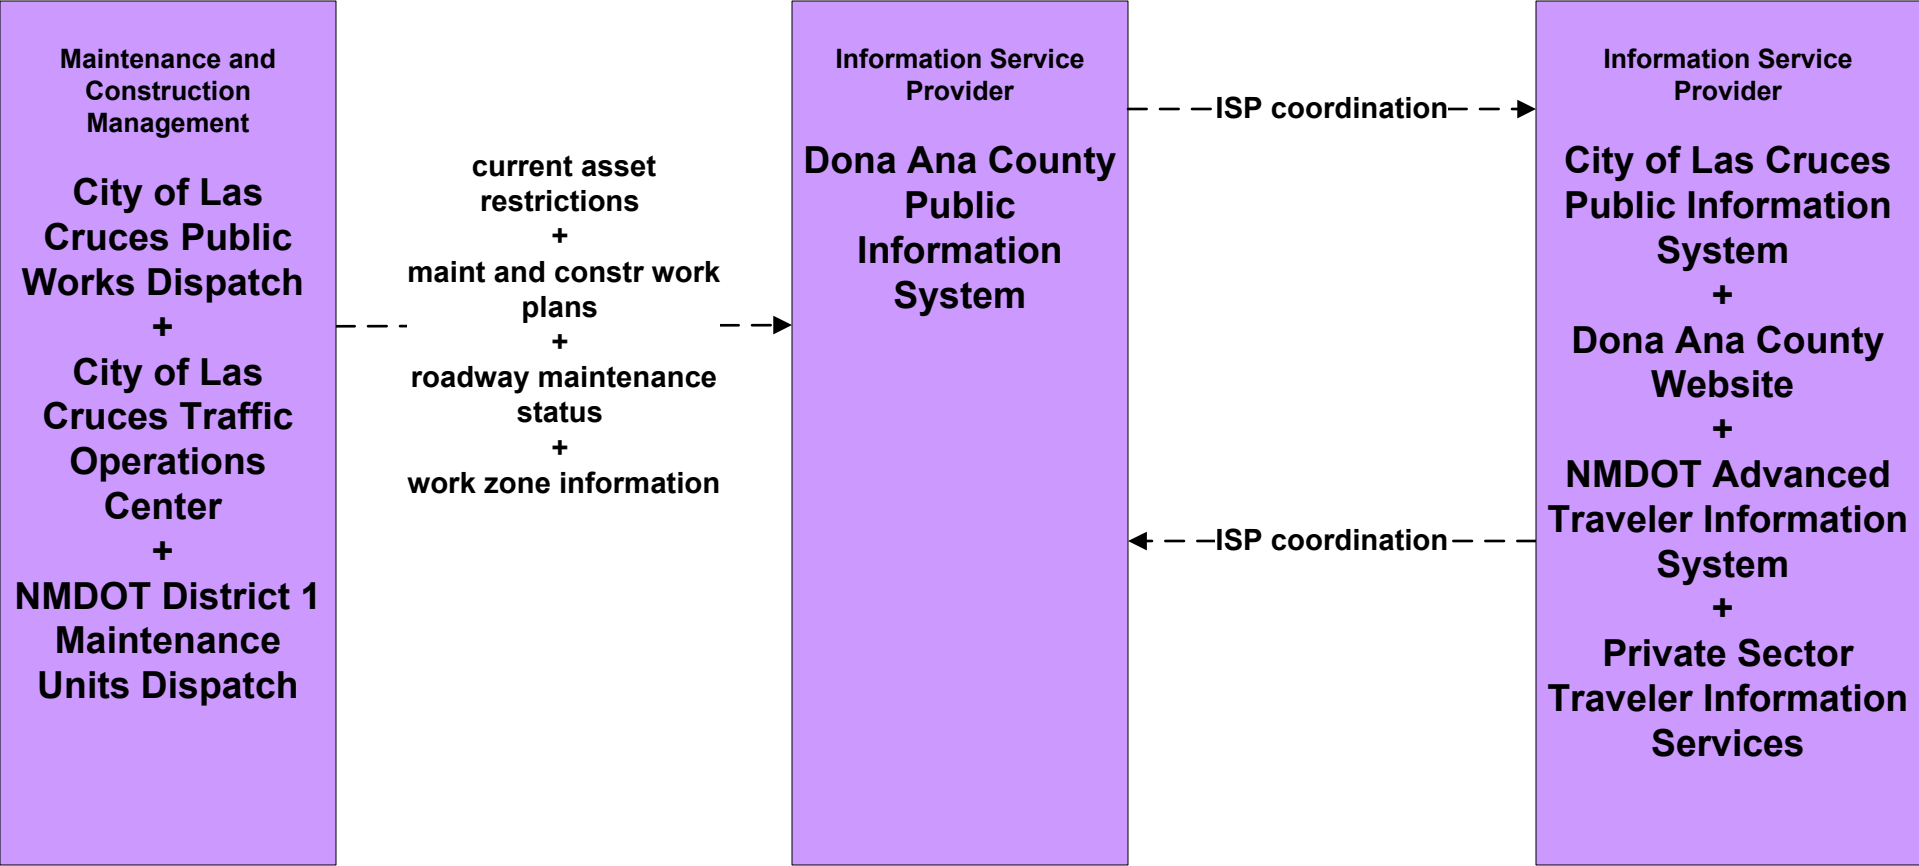 Maintenance and
Construction
Management
City of Las
Cruces Public
Works Dispatch
+
City of Las
Cruces Traffic
Operations
Center
+
NMDOT District 1
Maintenance
Units Dispatch
current asset
restrictions
+
maint and constr work
plans
+
roadway maintenance
status
+
work zone information
Information Service
Provider
Dona Ana County
Public
Information
System
ISP coordination
ISP coordination
Information Service
Provider
City of Las Cruces
Public Information
System
+
Dona Ana County
Website
+
NMDOT Advanced
Traveler Information
System
+
Private Sector
Traveler Information
Services